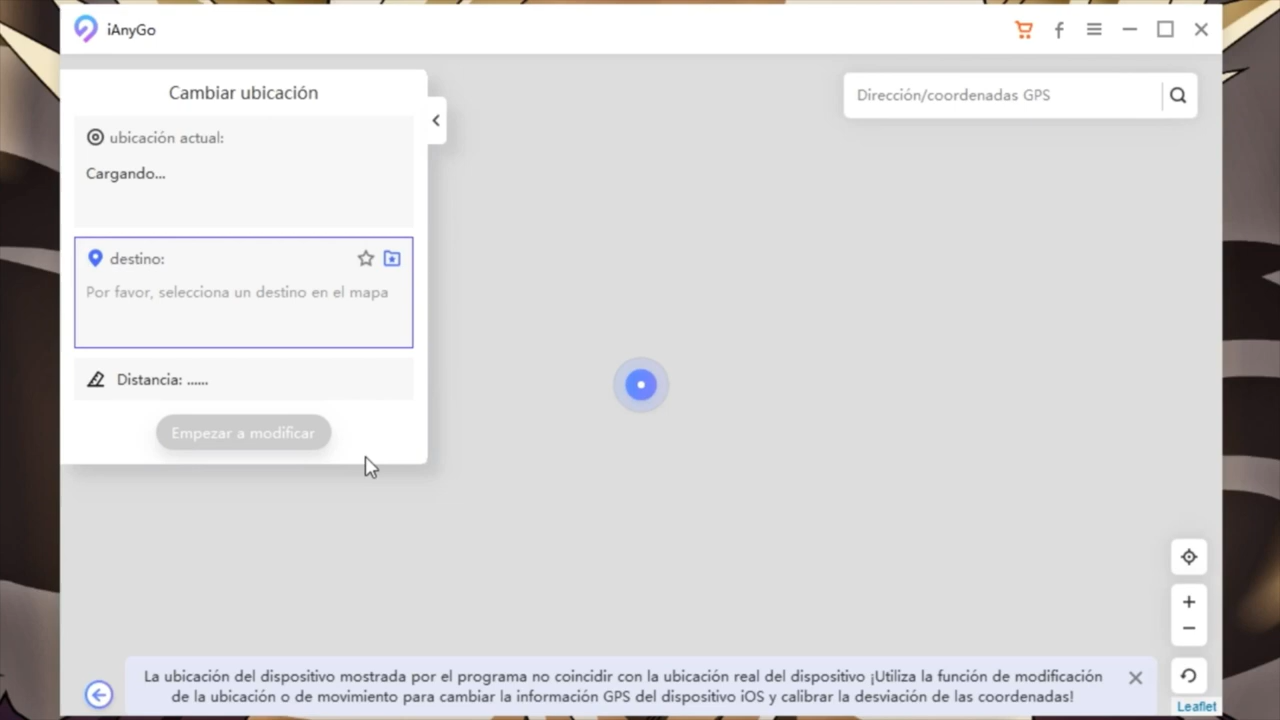 iAnyGo
Cambiar ubicación
Dirección/coordenadas GPS
ubicación actual:
Cargando...
destino:
Por favor, selecciona un destino en el mapa
Distancia: ......
Empezar a modificar
La ubicación del dispositivo mostrada por el programa no coincidir con la ubicación real del dispositivo ¡Utiliza la función de modificación
de la ubicación o de movimiento para cambiar la información GPS del dispositivo iOS y calibrar la desviación de las coordenadas!
Leaflet